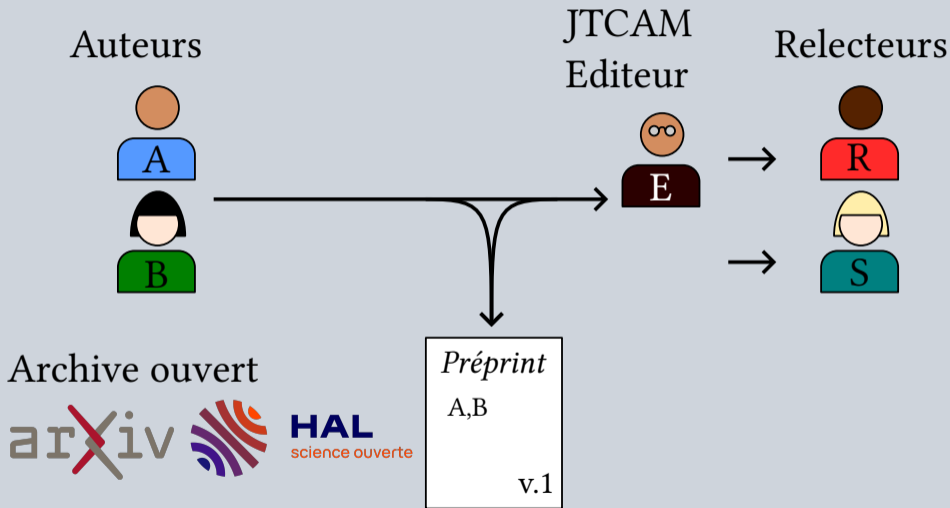 Auteurs
JTCAM
Editeur
Relecteurs
A
E
R
B
S
Archive ouvert
arXiv
HAL
science ouverte
Préprint
A,B
v.1